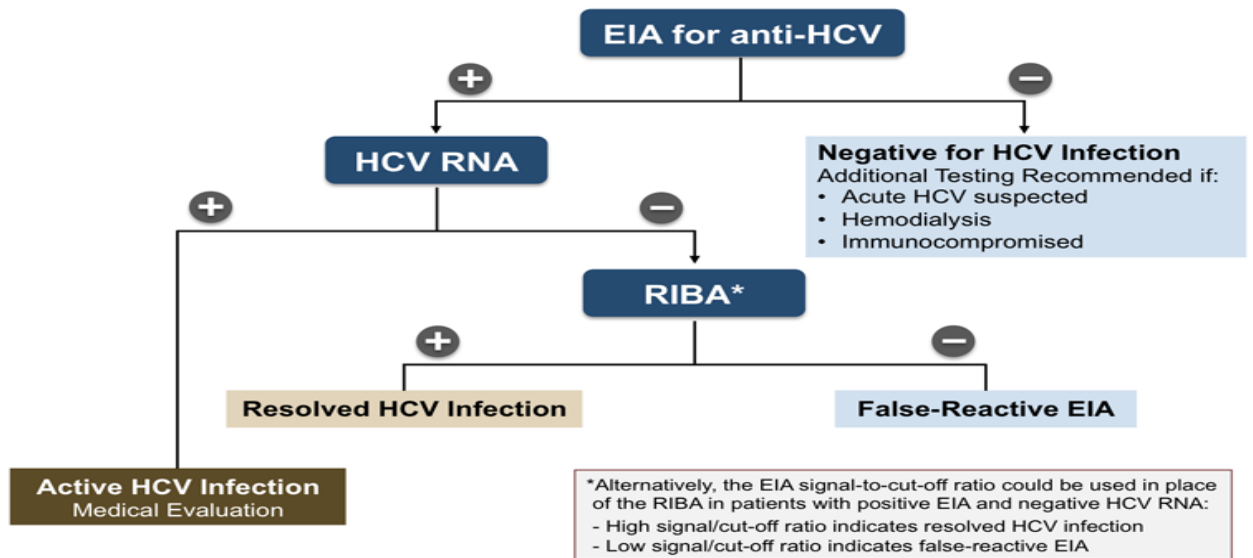 EIA for anti-HCV
+
−
HCV RNA
Negative for HCV Infection
Additional Testing Recommended if:
• Acute HCV suspected
• Hemodialysis
• Immunocompromised
+
−
RIBA*
+
−
Resolved HCV Infection
False-Reactive EIA
Active HCV Infection
Medical Evaluation
*Alternatively, the EIA signal-to-cut-off ratio could be used in place
of the RIBA in patients with positive EIA and negative HCV RNA:
- High signal/cut-off ratio indicates resolved HCV infection
- Low signal/cut-off ratio indicates false-reactive EIA